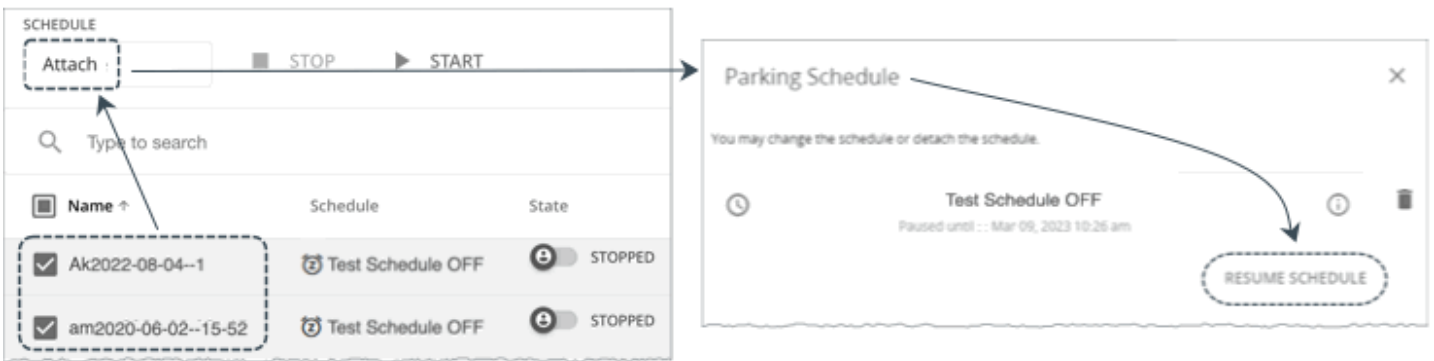 SCHEDULE
Attach
STOP
START
Type to search
Name ↑
Schedule
State
Ak2022-08-04--1
Test Schedule OFF
STOPPED
am2020-06-02--15-52
Test Schedule OFF
STOPPED
Parking Schedule
You may change the schedule or detach the schedule.
Test Schedule OFF
Paused until : : Mar 09, 2023 10:26 am
RESUME SCHEDULE